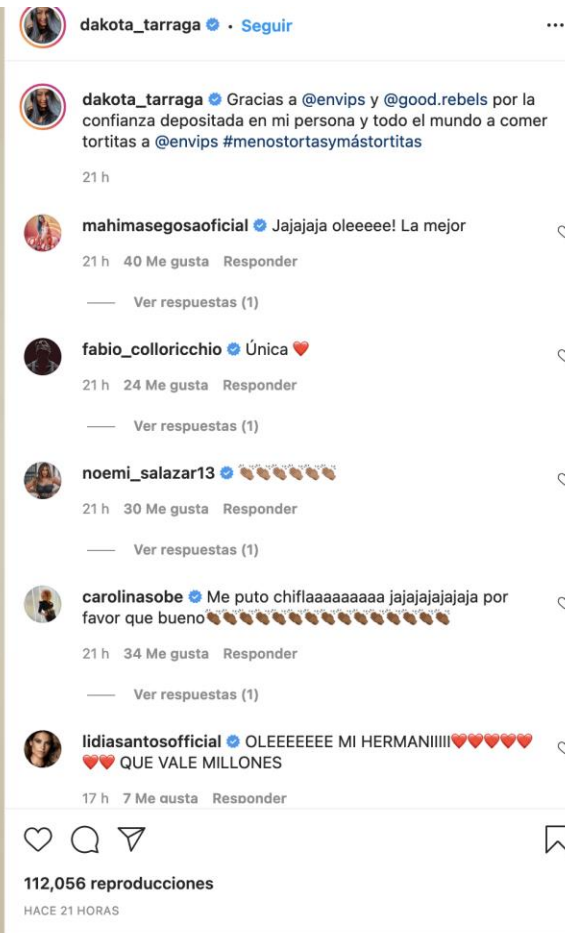 dakota_tarraga • Seguir
dakota_tarraga Gracias a @envips y @good.rebels por la
confianza depositada en mi persona y todo el mundo a comer
tortitas a @envips #menostortasymástortitas
21 h
mahimasegosaoficial Jajajaja oleeeee! La mejor
21 h 40 Me gusta Responder
Ver respuestas (1)
fabio_colloricchio Única ❤️
21 h 24 Me gusta Responder
Ver respuestas (1)
noemi_salazar13 👏🏽👏🏽👏🏽👏🏽👏🏽👏🏽
21 h 30 Me gusta Responder
Ver respuestas (1)
carolinasobe Me puto chiflaaaaaaaaa jajajajajajaja por
favor que bueno👏🏾👏🏾👏🏾👏🏾👏🏾👏🏾👏🏾👏🏾👏🏾👏🏾👏🏾👏🏾👏🏾👏🏾👏🏾
21 h 34 Me gusta Responder
Ver respuestas (1)
lidiasantosofficial OLEEEEEEE MI HERMANIIIII❤️❤️❤️❤️❤️
❤️❤️ QUE VALE MILLONES
17 h 7 Me gusta Responder
112,056 reproducciones
HACE 21 HORAS